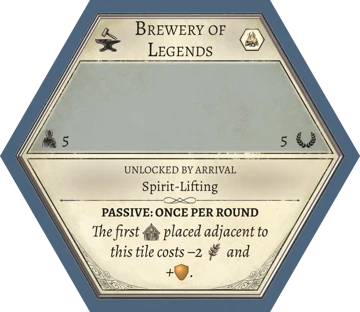 BREWERY OF
LEGENDS
5 5
UNLOCKED BY ARRIVAL
Spirit-Lifting
PASSIVE: ONCE PER ROUND
The first placed adjacent to
this tile costs –2 and
+ .